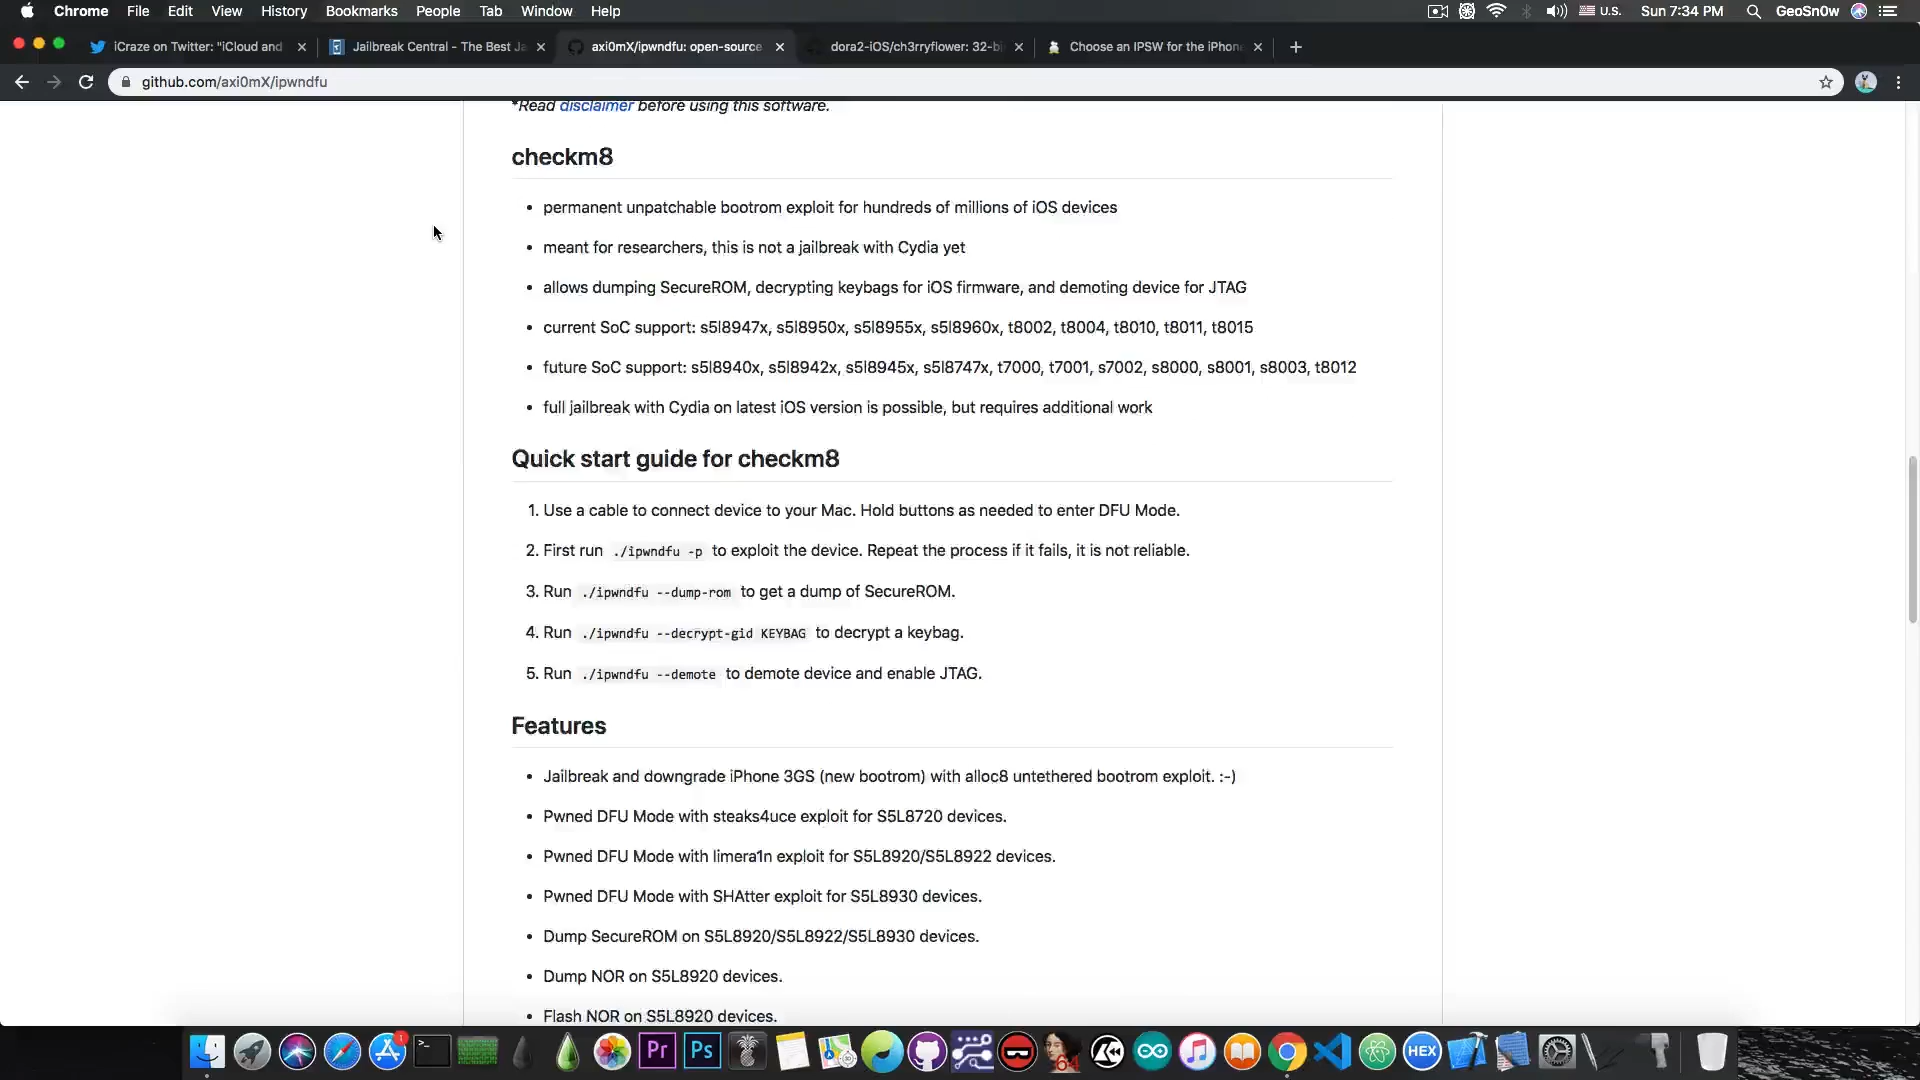 Chrome File Edit View History Bookmarks People Tab Window Help U.S. Sun 7:34 PM GeoSn0w
iCraze on Twitter: "iCloud and
Jailbreak Central - The Best Ja
axi0mX/ipwndfu: open-source
dora2-iOS/ch3rryflower: 32-bi
Choose an IPSW for the iPhone
github.com/axi0mX/ipwndfu
*Read disclaimer before using this software.
checkm8
• permanent unpatchable bootrom exploit for hundreds of millions of iOS devices
• meant for researchers, this is not a jailbreak with Cydia yet
• allows dumping SecureROM, decrypting keybags for iOS firmware, and demoting device for JTAG
• current SoC support: s5l8947x, s5l8950x, s5l8955x, s5l8960x, t8002, t8004, t8010, t8011, t8015
• future SoC support: s5l8940x, s5l8942x, s5l8945x, s5l8747x, t7000, t7001, s7002, s8000, s8001, s8003, t8012
• full jailbreak with Cydia on latest iOS version is possible, but requires additional work
Quick start guide for checkm8
1. Use a cable to connect device to your Mac. Hold buttons as needed to enter DFU Mode.
2. First run ./ipwndfu -p to exploit the device. Repeat the process if it fails, it is not reliable.
3. Run ./ipwndfu --dump-rom to get a dump of SecureROM.
4. Run ./ipwndfu --decrypt-gid KEYBAG to decrypt a keybag.
5. Run ./ipwndfu --demote to demote device and enable JTAG.
Features
• Jailbreak and downgrade iPhone 3GS (new bootrom) with alloc8 untethered bootrom exploit. :-)
• Pwned DFU Mode with steaks4uce exploit for S5L8720 devices.
• Pwned DFU Mode with limera1n exploit for S5L8920/S5L8922 devices.
• Pwned DFU Mode with SHAtter exploit for S5L8930 devices.
• Dump SecureROM on S5L8920/S5L8922/S5L8930 devices.
• Dump NOR on S5L8920 devices.
• Flash NOR on S5L8920 devices.
1 >_ Pr Ps 64 HEX